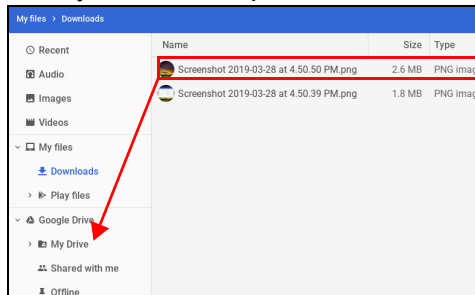 My files > Downloads
Recent
Audio
Images
Videos
My files
Downloads
Play files
Google Drive
My Drive
Shared with me
Offline
Name Size Type
Screenshot 2019-03-28 at 4.50.50 PM.png 2.6 MB PNG imag
Screenshot 2019-03-28 at 4.50.39 PM.png 1.8 MB PNG imag